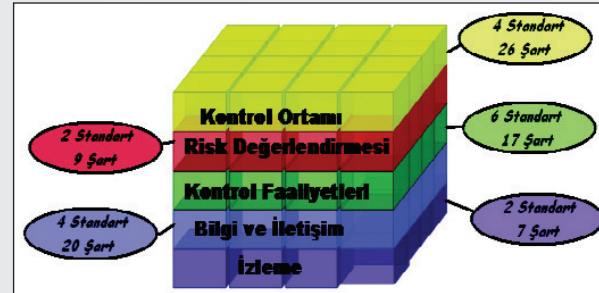 4 Standart
26 Şart
Kontrol Ortamı
2 Standart
9 Şart
Risk Değerlendirmesi
6 Standart
17 Şart
Kontrol Faaliyetleri
4 Standart
20 Şart
Bilgi ve İletişim
2 Standart
7 Şart
İzleme